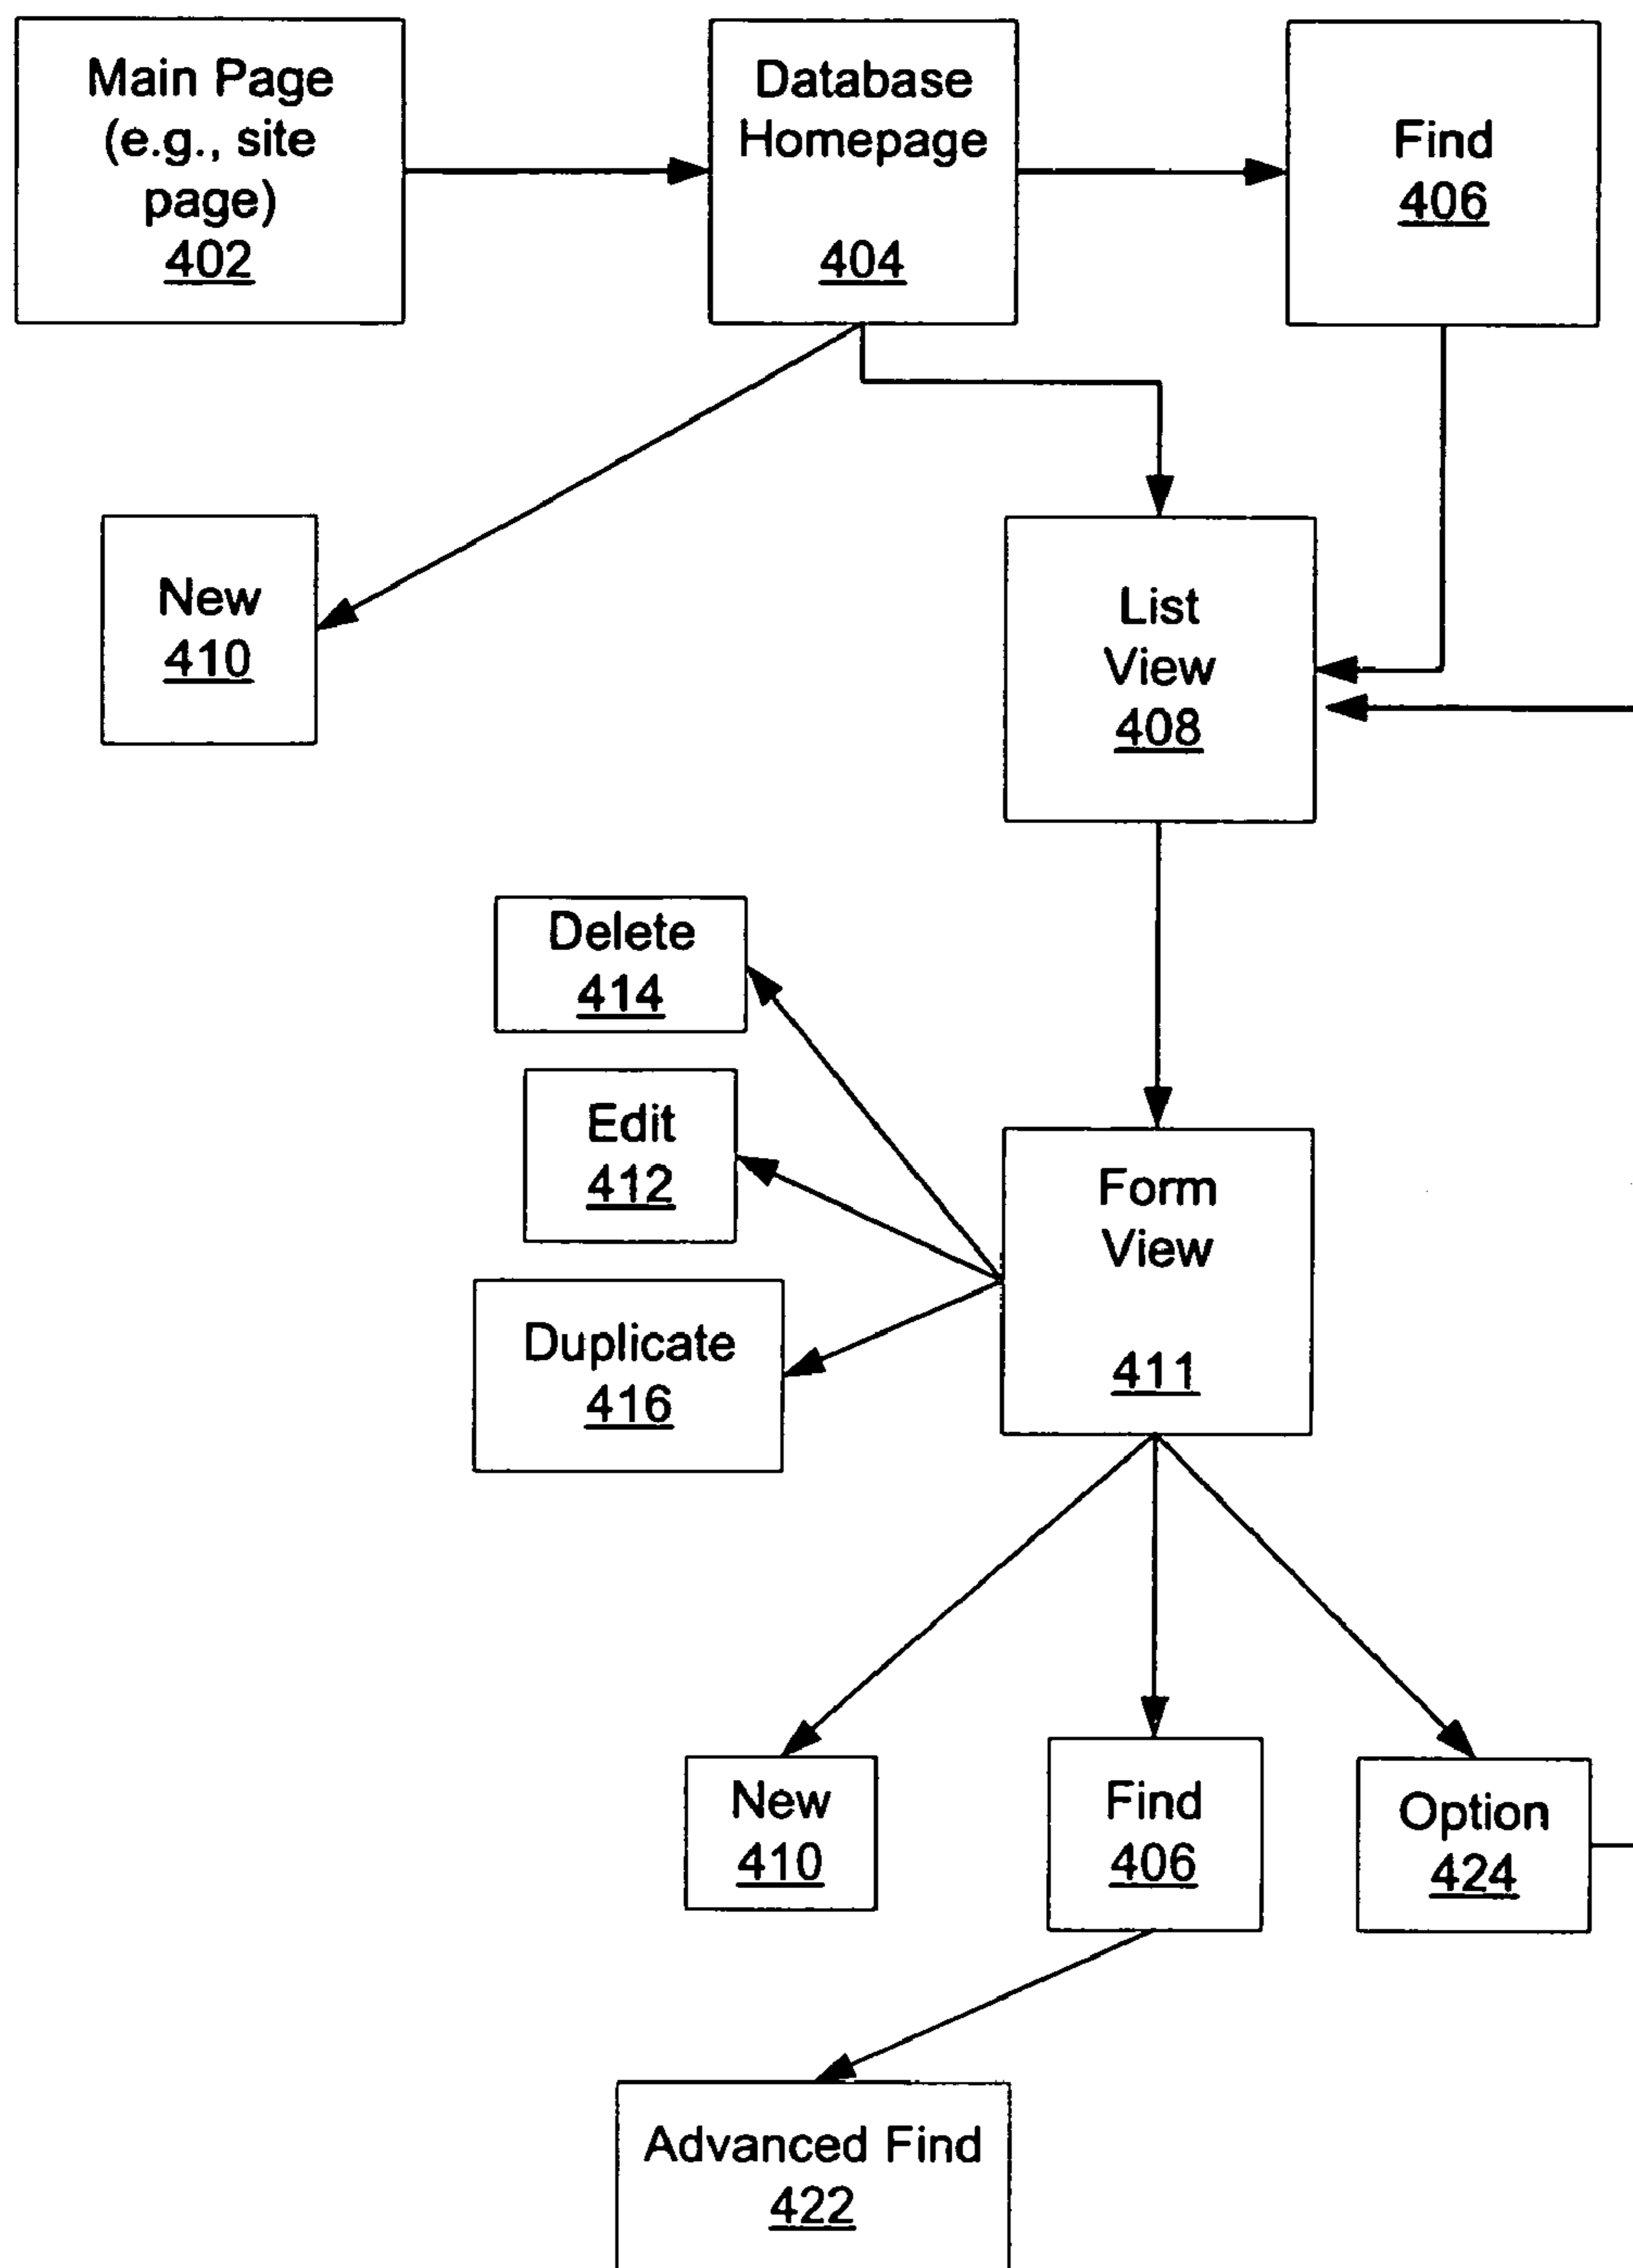 Main Page
(e.g., site
page)
402
Database
Homepage
404
Find
406
New
410
List
View
408
Delete
414
Edit
412
Duplicate
416
Form
View
411
New
410
Find
406
Option
424
Advanced Find
422